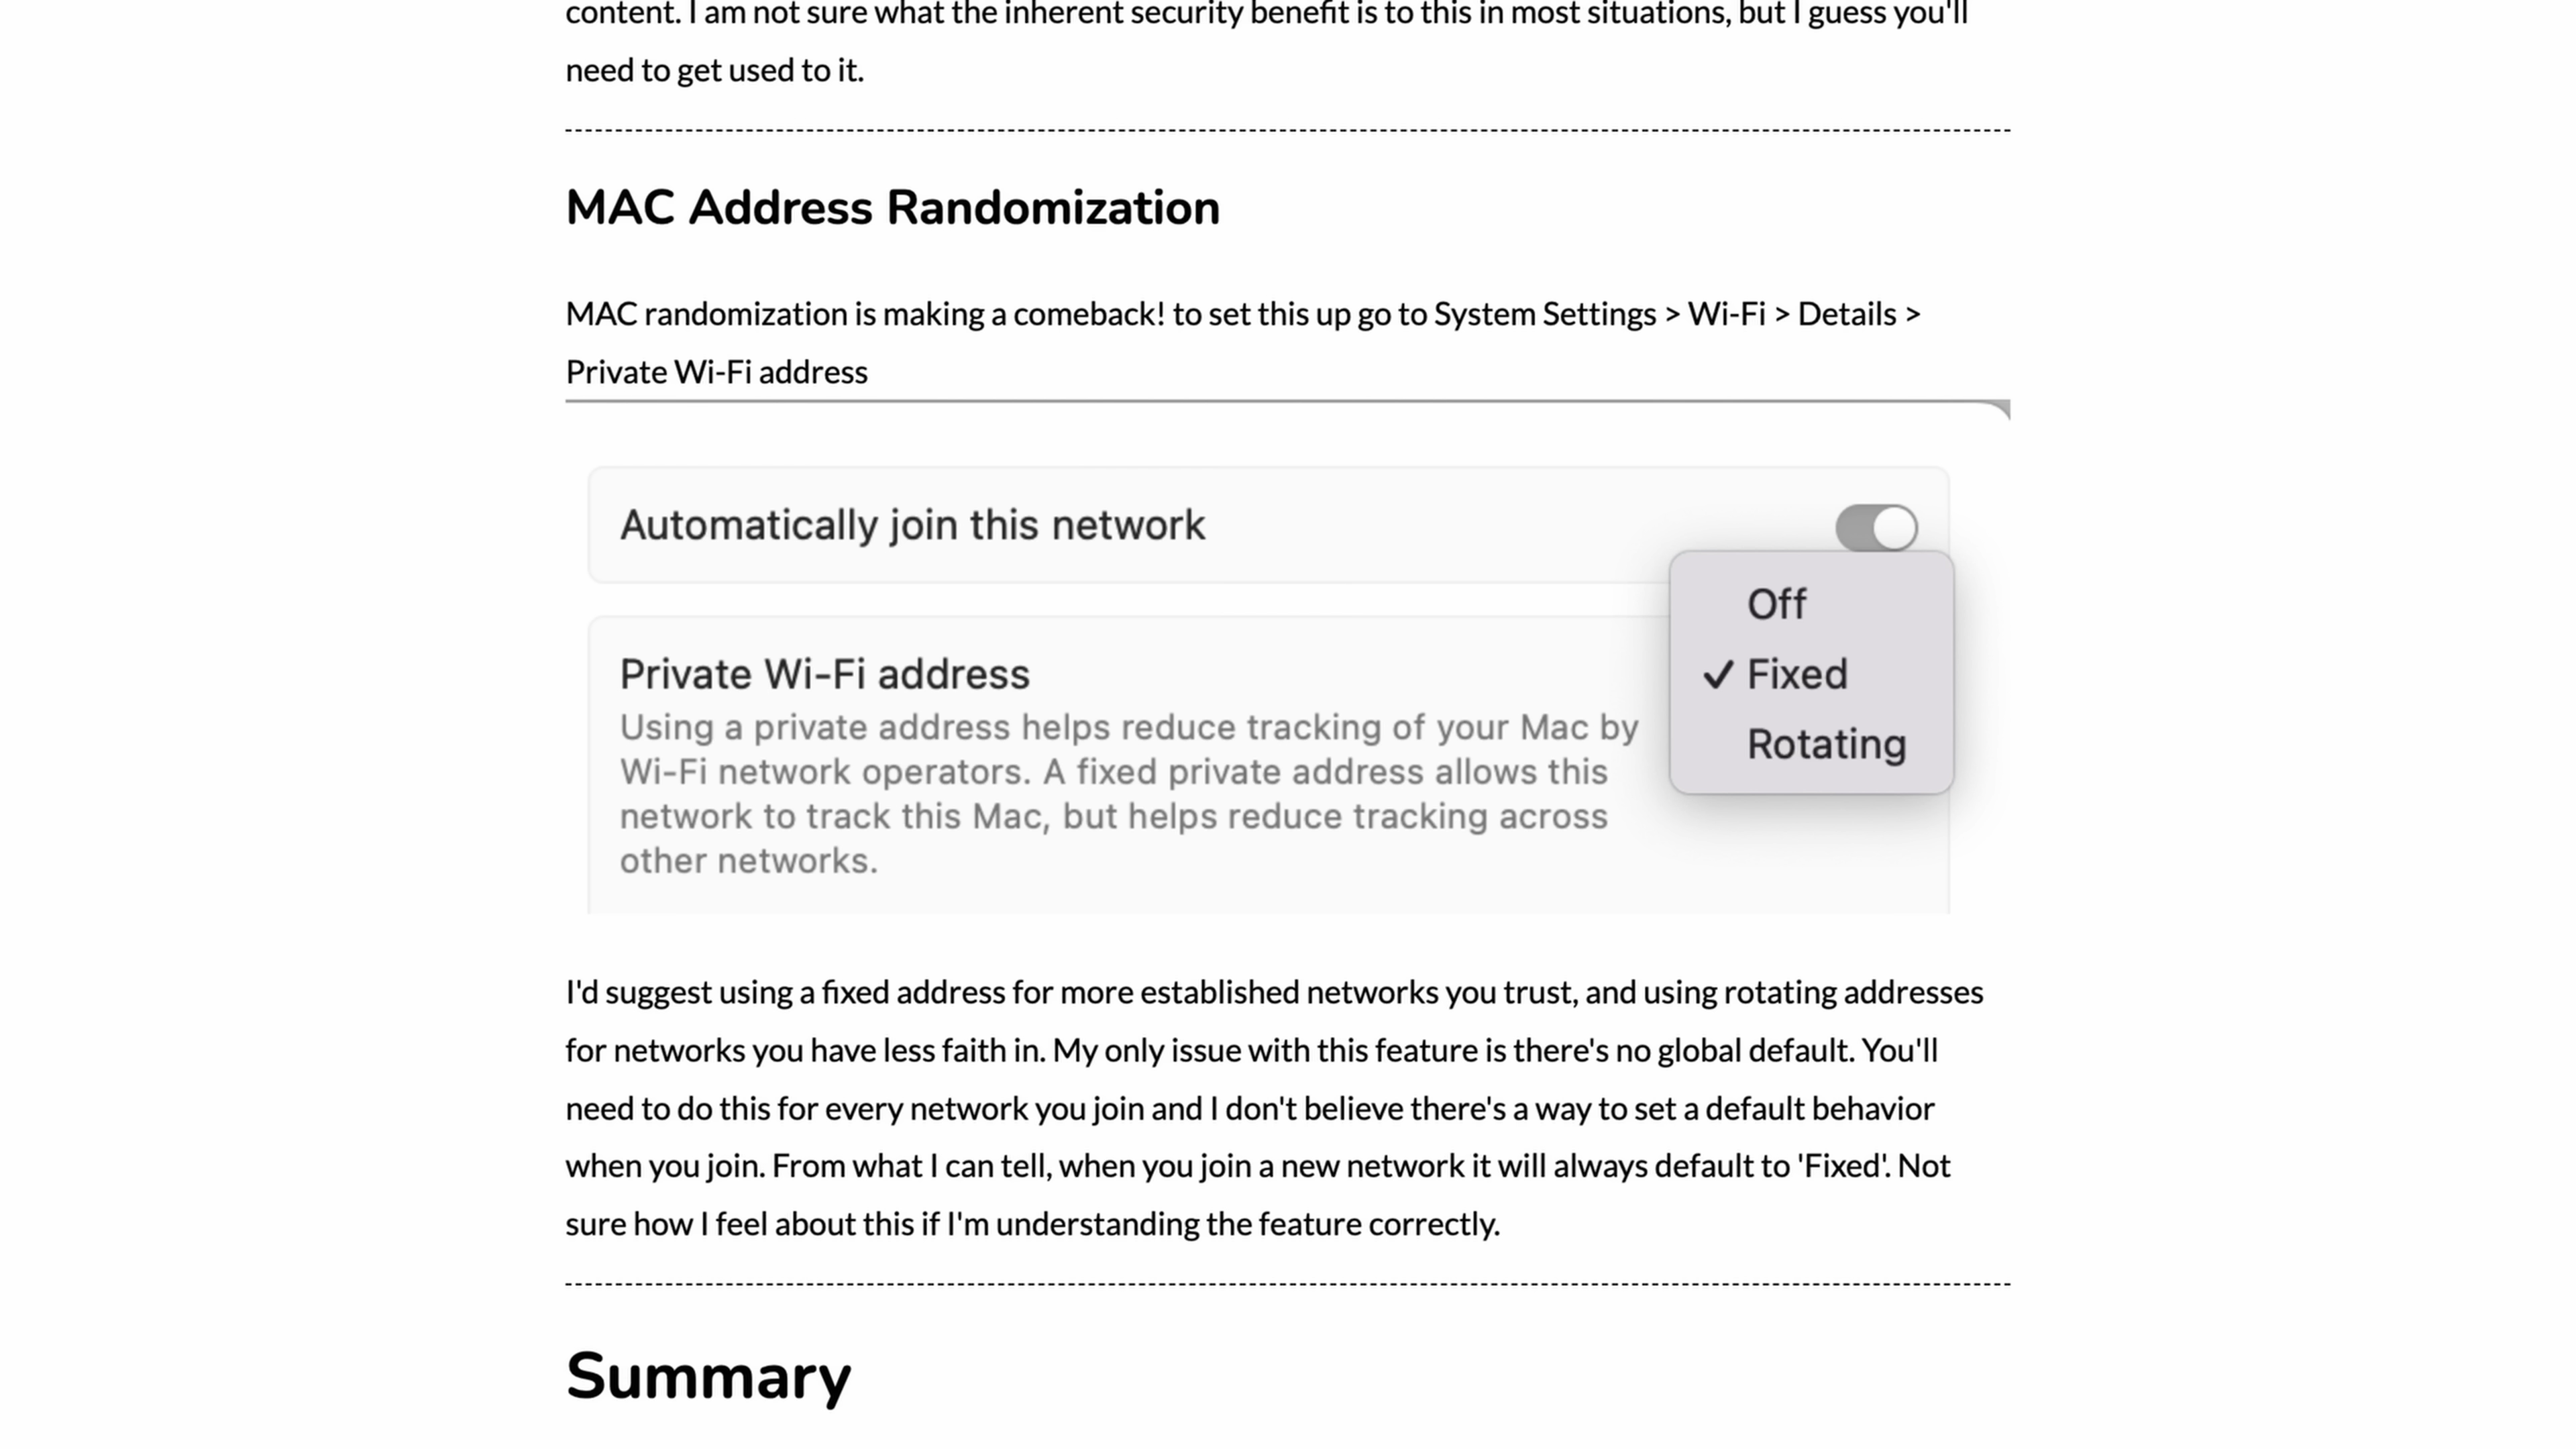 content. I am not sure what the inherent security benefit is to this in most situations, but I guess you'll
need to get used to it.
MAC Address Randomization
MAC randomization is making a comeback! to set this up go to System Settings > Wi-Fi > Details >
Private Wi-Fi address
Automatically join this network
Off
✓ Fixed
Rotating
Private Wi-Fi address
Using a private address helps reduce tracking of your Mac by
Wi-Fi network operators. A fixed private address allows this
network to track this Mac, but helps reduce tracking across
other networks.
I'd suggest using a fixed address for more established networks you trust, and using rotating addresses
for networks you have less faith in. My only issue with this feature is there's no global default. You'll
need to do this for every network you join and I don't believe there's a way to set a default behavior
when you join. From what I can tell, when you join a new network it will always default to 'Fixed'. Not
sure how I feel about this if I'm understanding the feature correctly.
Summary